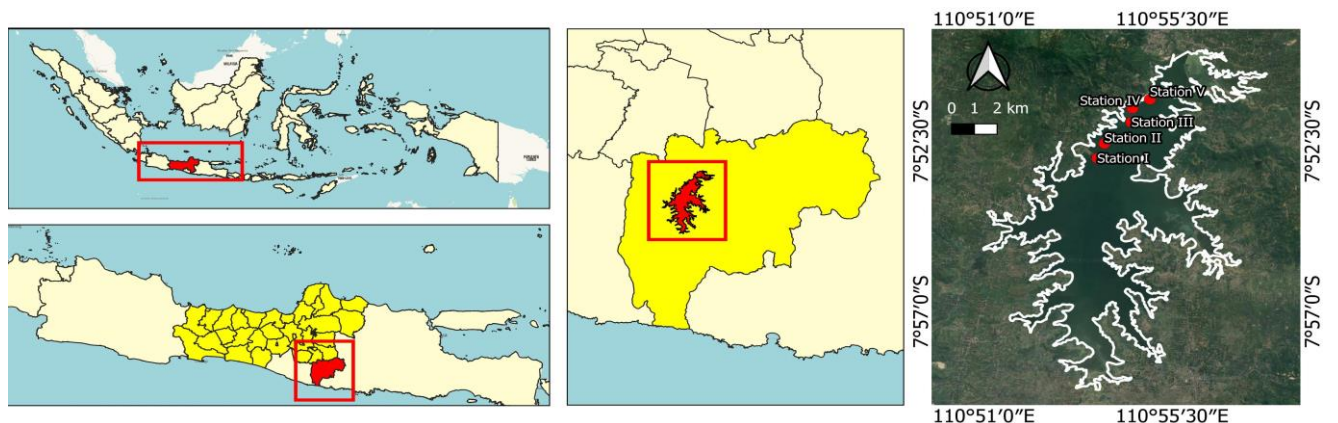 110°51′0″E 110°55′30″E
Station V
Station IV
0 1 2 km
Station III
Station II
Station I
7°52′30″S 7°52′30″S
7°57′0″S 7°57′0″S
110°51′0″E 110°55′30″E